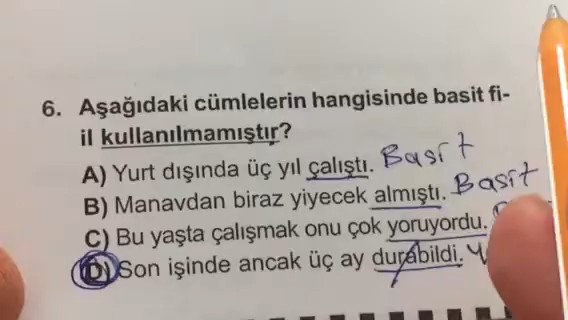 6. Aşağıdaki cümlelerin hangisinde basit fi-
il kullanılmamıştır?
A) Yurt dışında üç yıl çalıştı. Basit
B) Manavdan biraz yiyecek almıştı. Basit
C) Bu yaşta çalışmak onu çok yoruyordu.
D) Son işinde ancak üç ay durabildi.